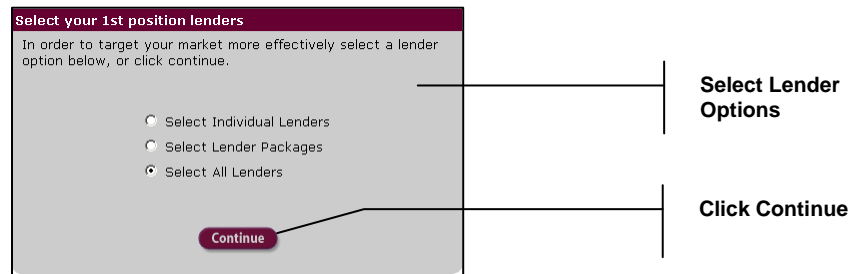 Select your 1st position lenders
In order to target your market more effectively select a lender
option below, or click continue.
Select Individual Lenders
Select Lender Packages
Select All Lenders
Continue
Select Lender
Options
Click Continue